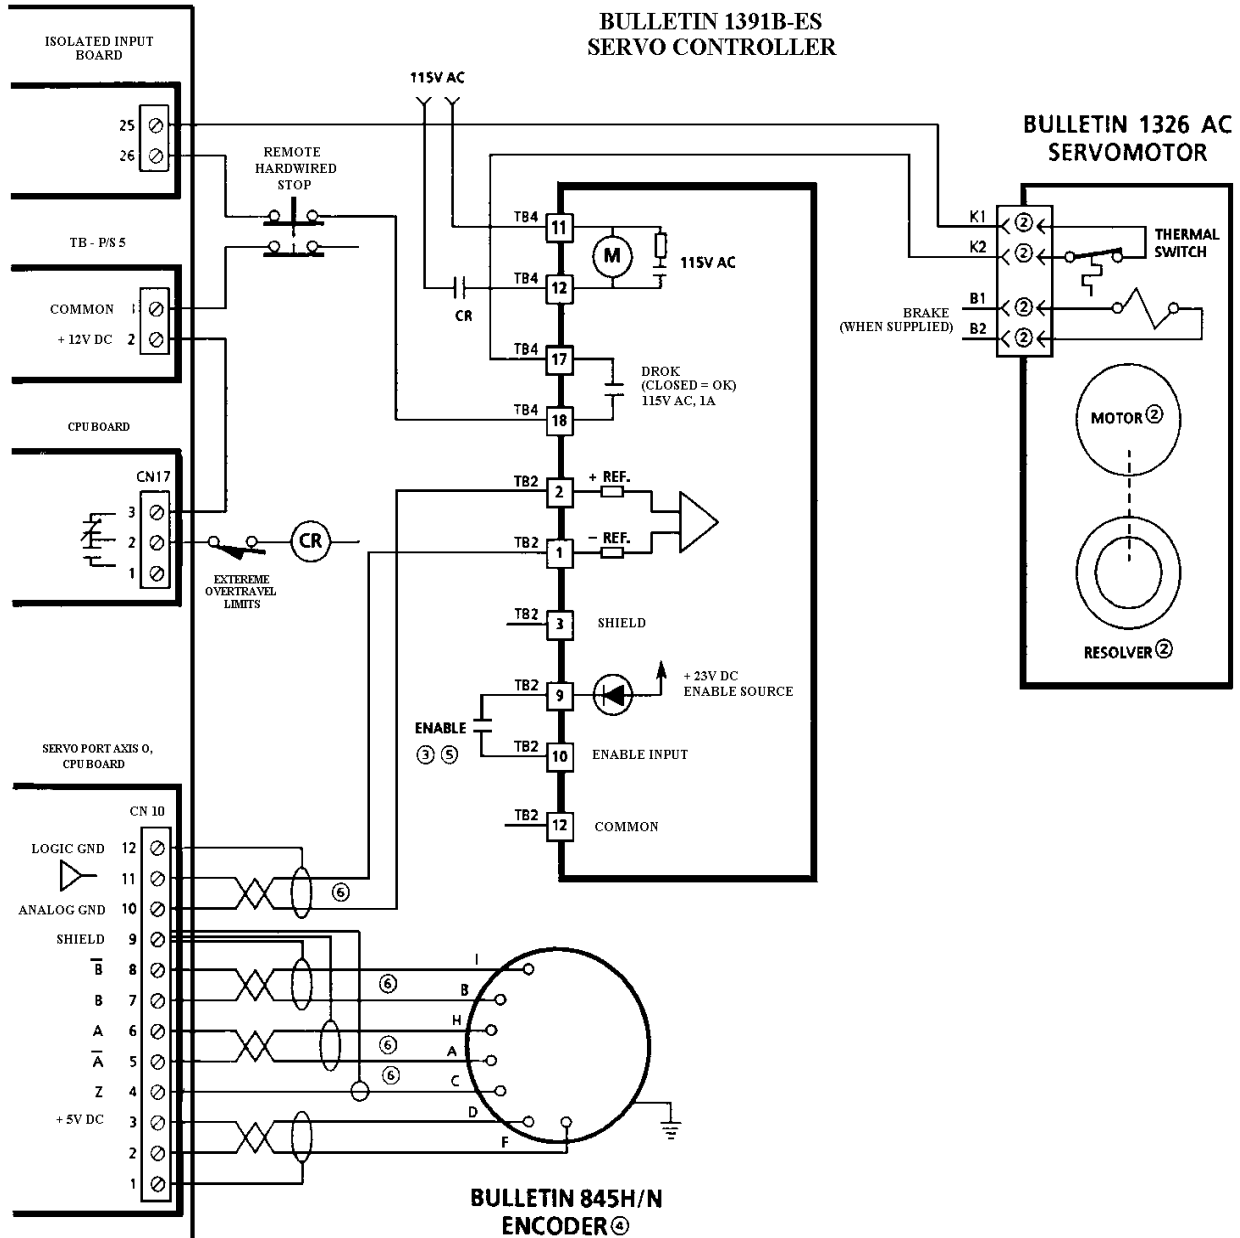 BULLETIN 1391B-ES
SERVO CONTROLLER
ISOLATED INPUT
BOARD
115V AC
25
26
REMOTE
HARDWIRED
STOP
BULLETIN 1326 AC
SERVOMOTOR
TB4
11
M
115V AC
TB4
12
CR
K1
2
K2
2
THERMAL
SWITCH
TB - P/S 5
COMMON 1
+ 12V DC 2
BRAKE
(WHEN SUPPLIED)
B1
2
B2
2
TB4
17
DROK
(CLOSED = OK)
115V AC, 1A
TB4
18
MOTOR 2
CPU BOARD
CN17
3
2
1
CR
EXTEREME
OVERTRAVEL
LIMITS
TB2
2
+ REF.
TB2
1
− REF.
TB2
3
SHIELD
RESOLVER 2
TB2
9
+ 23V DC
ENABLE SOURCE
ENABLE
3 5
TB2
10
ENABLE INPUT
TB2
12
COMMON
SERVO PORT AXIS O,
CPU BOARD
CN 10
LOGIC GND 12
11
6
ANALOG GND 10
SHIELD 9
B̅ 8
6
I
B 7
B
A 6
H
6
A̅ 5
A
6
Z 4
C
+ 5V DC 3
D
2
F
1
BULLETIN 845H/N
ENCODER 4